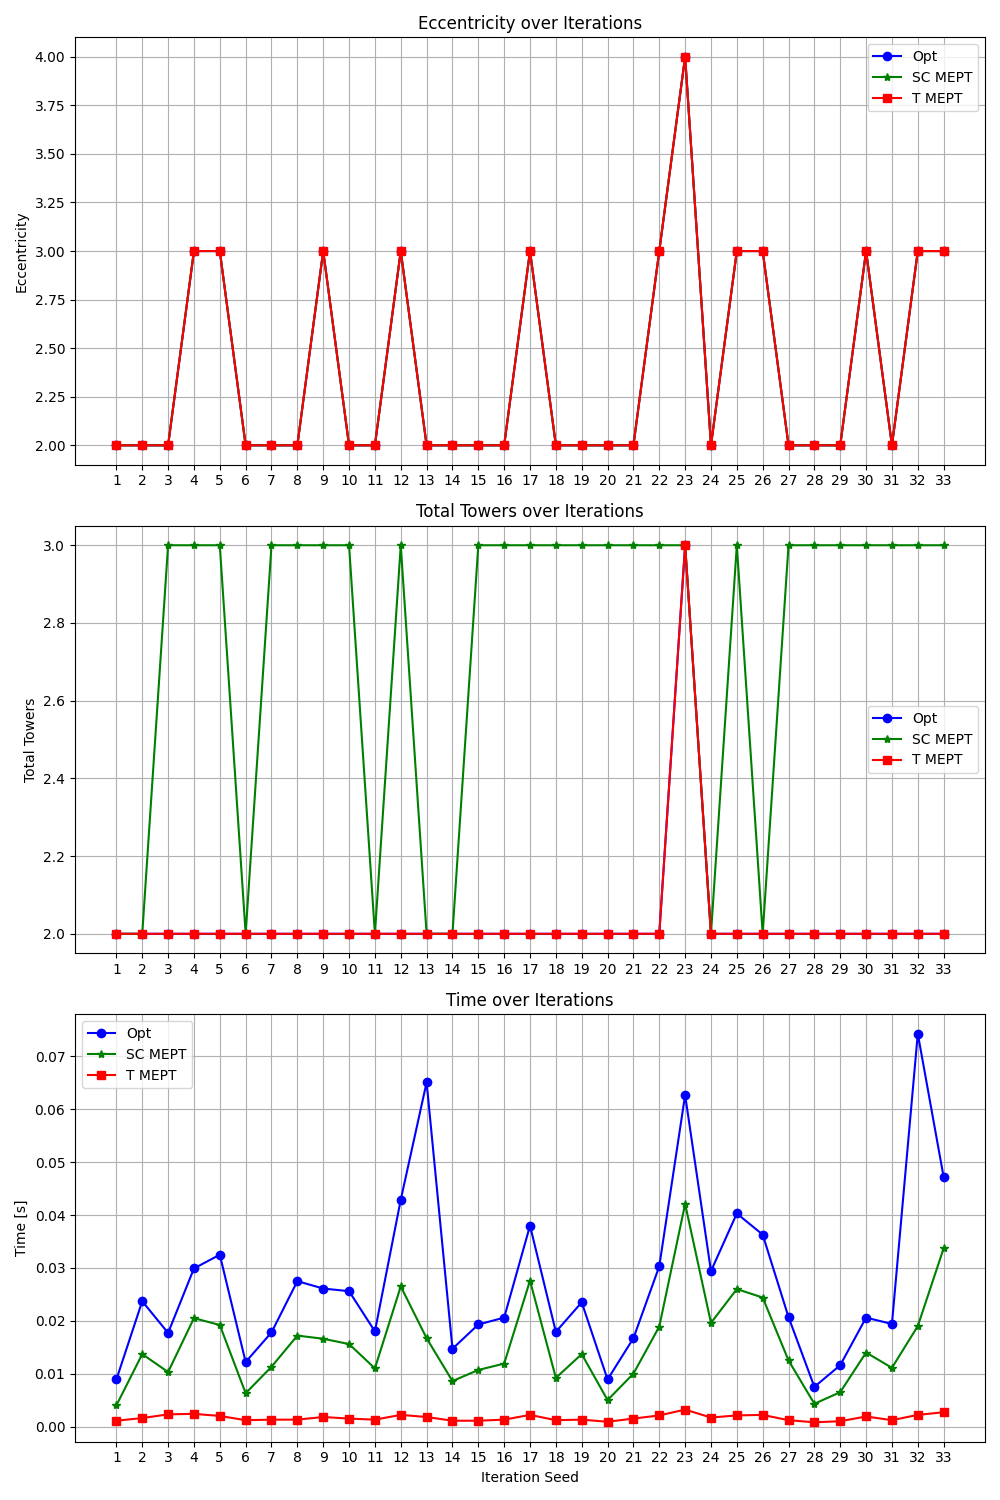 Eccentricity over Iterations
4.00
3.75
3.50
3.25
3.00
2.75
2.50
2.25
2.00
Eccentricity
Opt
SC MEPT
T MEPT
1 2 3 4 5 6 7 8 9 10 11 12 13 14 15 16 17 18 19 20 21 22 23 24 25 26 27 28 29 30 31 32 33
Total Towers over Iterations
3.0
2.8
2.6
2.4
2.2
2.0
Total Towers
Opt
SC MEPT
T MEPT
1 2 3 4 5 6 7 8 9 10 11 12 13 14 15 16 17 18 19 20 21 22 23 24 25 26 27 28 29 30 31 32 33
Time over Iterations
Opt
SC MEPT
T MEPT
0.07
0.06
0.05
0.04
0.03
0.02
0.01
0.00
Time [s]
1 2 3 4 5 6 7 8 9 10 11 12 13 14 15 16 17 18 19 20 21 22 23 24 25 26 27 28 29 30 31 32 33
Iteration Seed